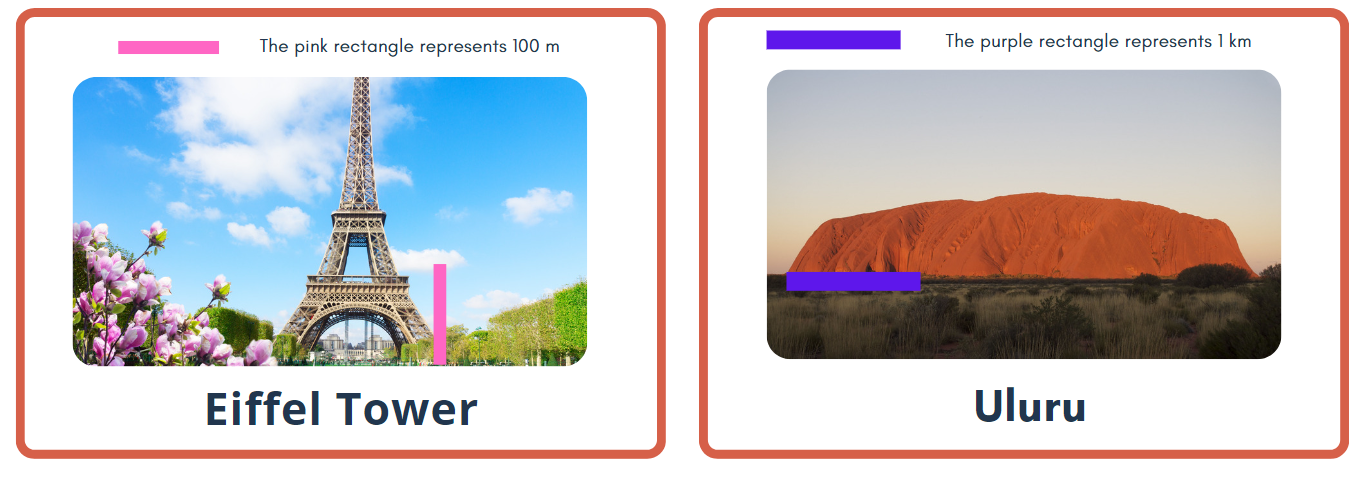 The pink rectangle represents 100 m
Eiffel Tower
The purple rectangle represents 1 km
Uluru